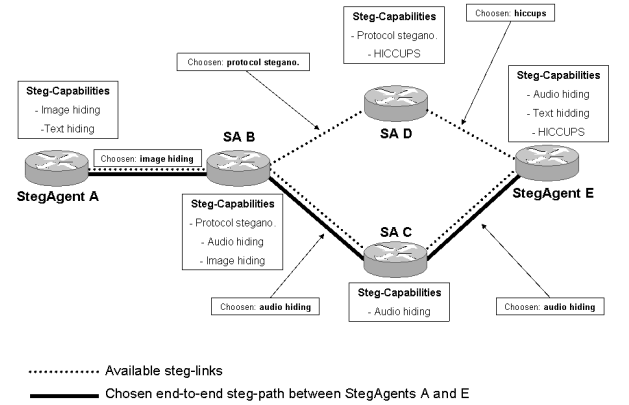 Steg-Capabilities
- Protocol stegano.
- HICCUPS
Choosen: hiccups
Choosen: protocol stegano.
Steg-Capabilities
- Image hiding
-Text hiding
Steg-Capabilities
- Audio hiding
- Text hidding
- HICCUPS
SA B
SA D
Choosen: image hiding
StegAgent A
StegAgent E
Steg-Capabilities
- Protocol stegano.
- Audio hiding
- Image hiding
SA C
Steg-Capabilities
- Audio hiding
Choosen: audio hiding
Choosen: audio hiding
Available steg-links
Chosen end-to-end steg-path between StegAgents A and E